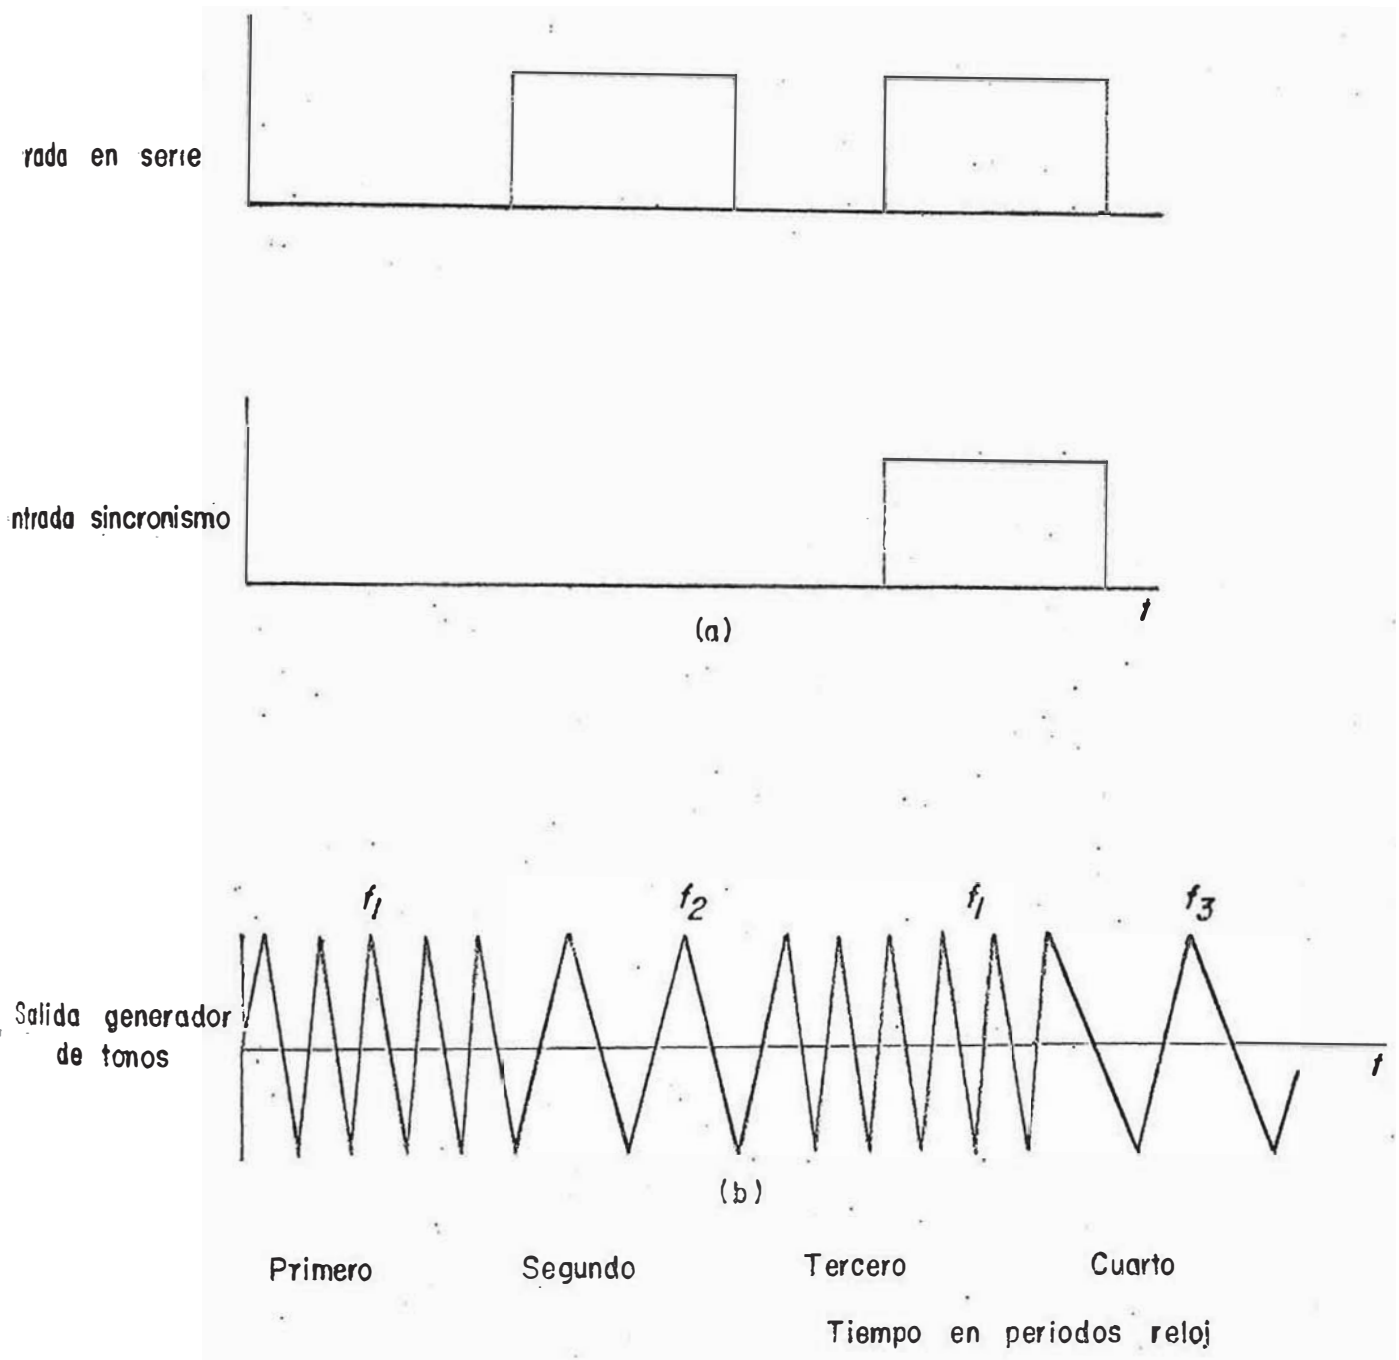 rada en serie
ntrada sincronismo
t
(a)
f1
f2
f1
f3
Salida generador
de tonos
t
(b)
Primero Segundo Tercero Cuarto
Tiempo en periodos reloj